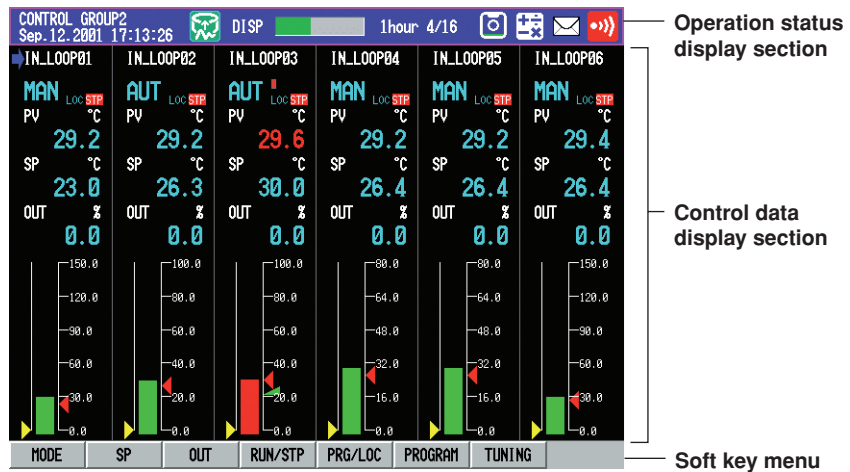 CONTROL GROUP2
Sep.12.2001 17:13:26
DISP
1hour 4/16
Operation status
display section
IN_LOOP01 IN_LOOP02 IN_LOOP03 IN_LOOP04 IN_LOOP05 IN_LOOP06
MAN LOC STP AUT LOC STP AUT LOC STP MAN LOC STP MAN LOC STP MAN LOC STP
PV °C PV °C PV °C PV °C PV °C PV °C
29.2 29.2 29.6 29.2 29.2 29.4
SP °C SP °C SP °C SP °C SP °C SP °C
23.0 26.3 30.0 26.4 26.4 26.4
OUT % OUT % OUT % OUT % OUT % OUT %
0.0 0.0 0.0 0.0 0.0 0.0
Control data
display section
150.0 100.0 100.0 80.0 80.0 150.0
120.0 80.0 80.0 64.0 64.0 120.0
90.0 60.0 60.0 48.0 48.0 90.0
60.0 40.0 40.0 32.0 32.0 60.0
30.0 20.0 20.0 16.0 16.0 30.0
0.0 0.0 0.0 0.0 0.0 0.0
MODE SP OUT RUN/STP PRG/LOC PROGRAM TUNING
Soft key menu